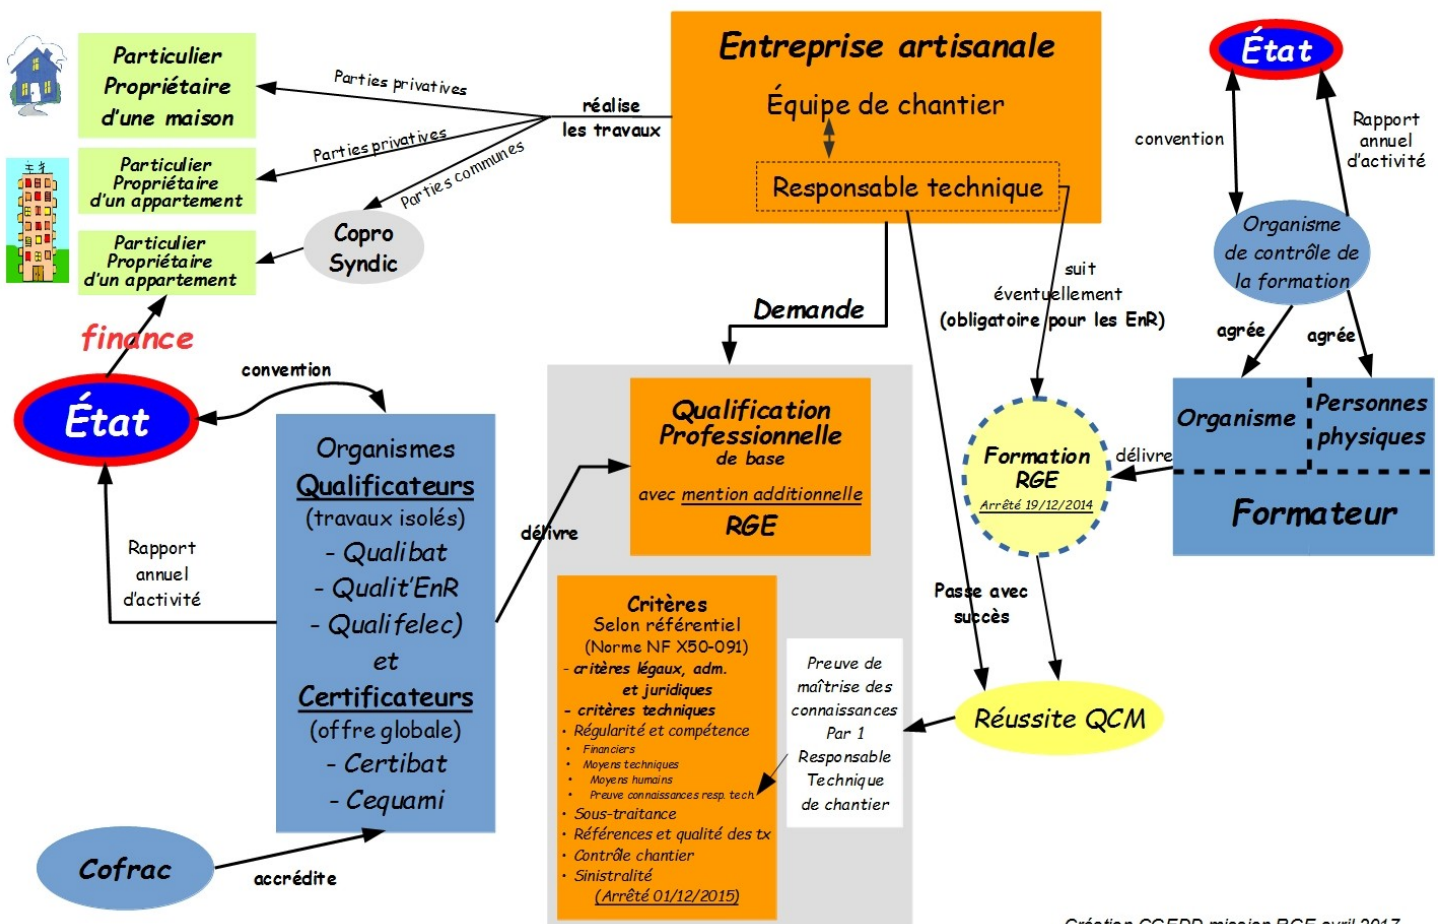 Particulier
Propriétaire
d'une maison
Particulier
Propriétaire
d'un appartement
Particulier
Propriétaire
d'un appartement
Parties privatives
Parties privatives
Parties communes
Copro
Syndic
réalise
les travaux
Entreprise artisanale
Équipe de chantier
Responsable technique
État
convention
Rapport
annuel
d'activité
Organisme
de contrôle de
la formation
agrée
agrée
Organisme
Personnes
physiques
Formateur
délivre
suit
éventuellement
(obligatoire pour les EnR)
Formation
RGE
Arrêté 19/12/2014
Passe avec
succès
Réussite QCM
Demande
finance
État
convention
Rapport
annuel
d'activité
Organismes
Qualificateurs
(travaux isolés)
- Qualibat
- Qualit'EnR
- Qualifelec)
et
Certificateurs
(offre globale)
- Certibat
- Cequami
Cofrac
accrédite
délivre
Qualification
Professionnelle
de base
avec mention additionnelle
RGE
Critères
Selon référentiel
(Norme NF X50-091)
- critères légaux, adm.
et juridiques
- critères techniques
• Régularité et compétence
• Financiers
• Moyens techniques
• Moyens humains
• Preuve connaissances resp. tech.
• Sous-traitance
• Références et qualité des tx
• Contrôle chantier
• Sinistralité
(Arrêté 01/12/2015)
Preuve de
maîtrise des
connaissances
Par 1
Responsable
Technique
de chantier
Création CGEDD mission RGE avril 2017